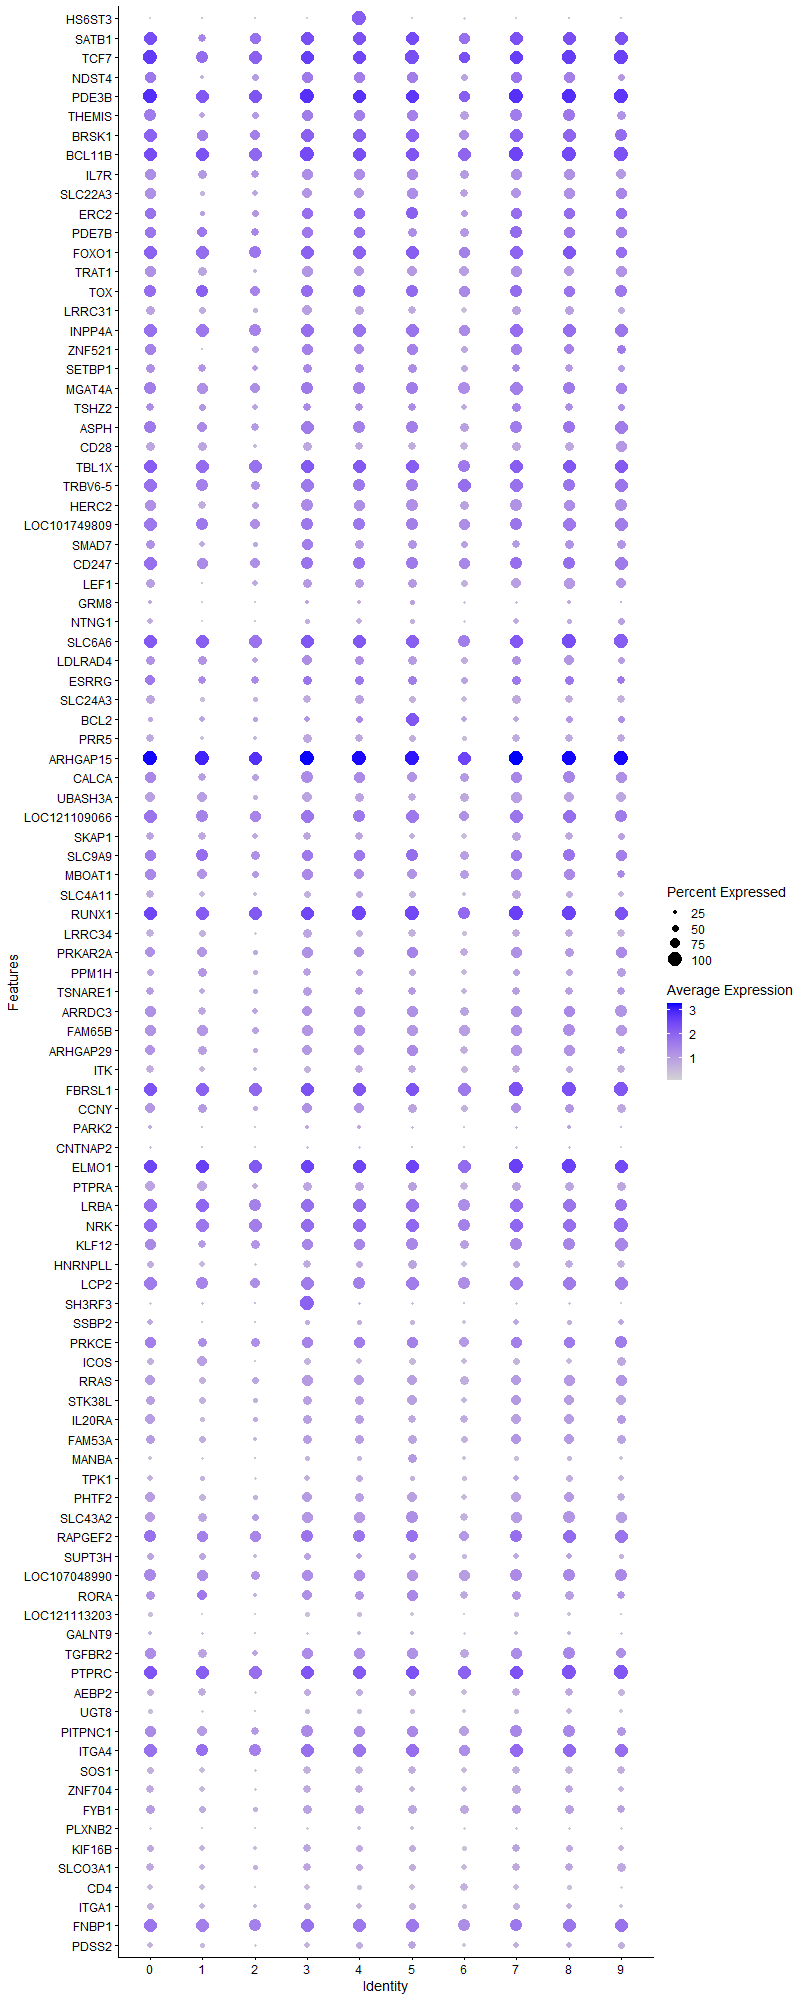 HS6ST3
SATB1
TCF7
NDST4
PDE3B
THEMIS
BRSK1
BCL11B
IL7R
SLC22A3
ERC2
PDE7B
FOXO1
TRAT1
TOX
LRRC31
INPP4A
ZNF521
SETBP1
MGAT4A
TSHZ2
ASPH
CD28
TBL1X
TRBV6-5
HERC2
LOC101749809
SMAD7
CD247
LEF1
GRM8
NTNG1
SLC6A6
LDLRAD4
ESRRG
SLC24A3
BCL2
PRR5
ARHGAP15
CALCA
UBASH3A
LOC121109066
SKAP1
SLC9A9
MBOAT1
SLC4A11
RUNX1
LRRC34
PRKAR2A
PPM1H
TSNARE1
ARRDC3
FAM65B
ARHGAP29
ITK
FBRSL1
CCNY
PARK2
CNTNAP2
ELMO1
PTPRA
LRBA
NRK
KLF12
HNRNPLL
LCP2
SH3RF3
SSBP2
PRKCE
ICOS
RRAS
STK38L
IL20RA
FAM53A
MANBA
TPK1
PHTF2
SLC43A2
RAPGEF2
SUPT3H
LOC107048990
RORA
LOC121113203
GALNT9
TGFBR2
PTPRC
AEBP2
UGT8
PITPNC1
ITGA4
SOS1
ZNF704
FYB1
PLXNB2
KIF16B
SLCO3A1
CD4
ITGA1
FNBP1
PDSS2
Features
0 1 2 3 4 5 6 7 8 9
Identity
Percent Expressed
25
50
75
100
Average Expression
3
2
1